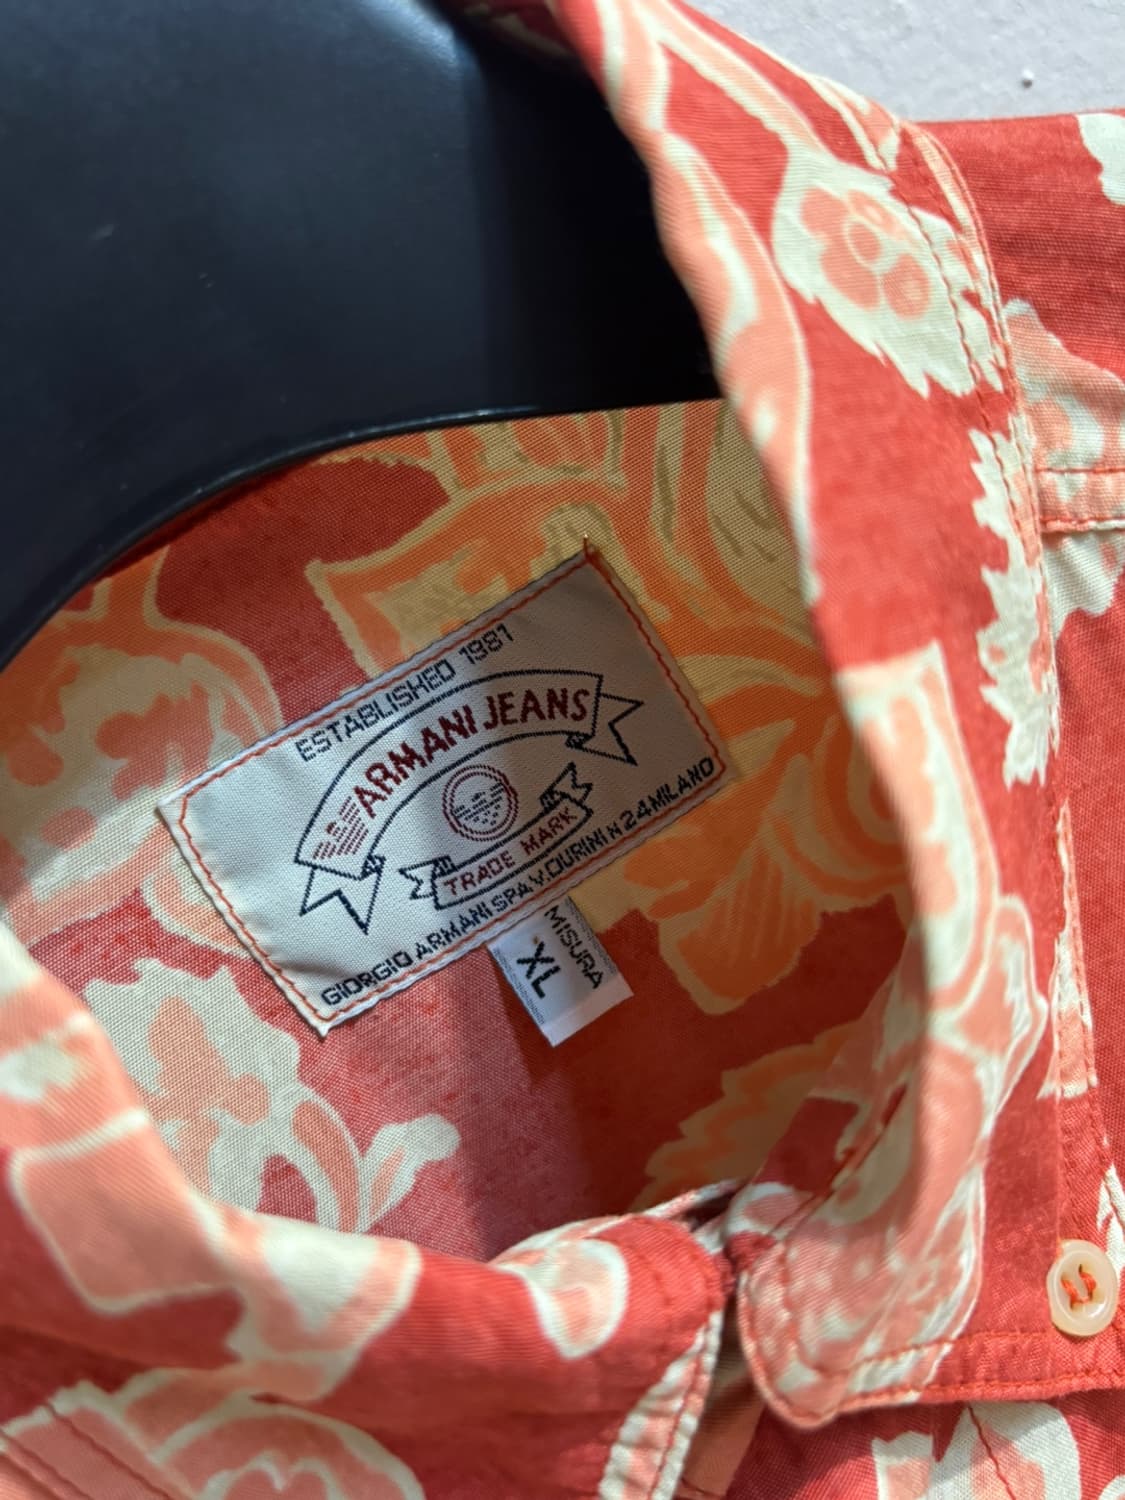 ESTABLISHED 1981
ARMANI JEANS
TRADE MARK
GIORGIO ARMANI SPA V.DURINI N 24 MILANO
MISURA
XL